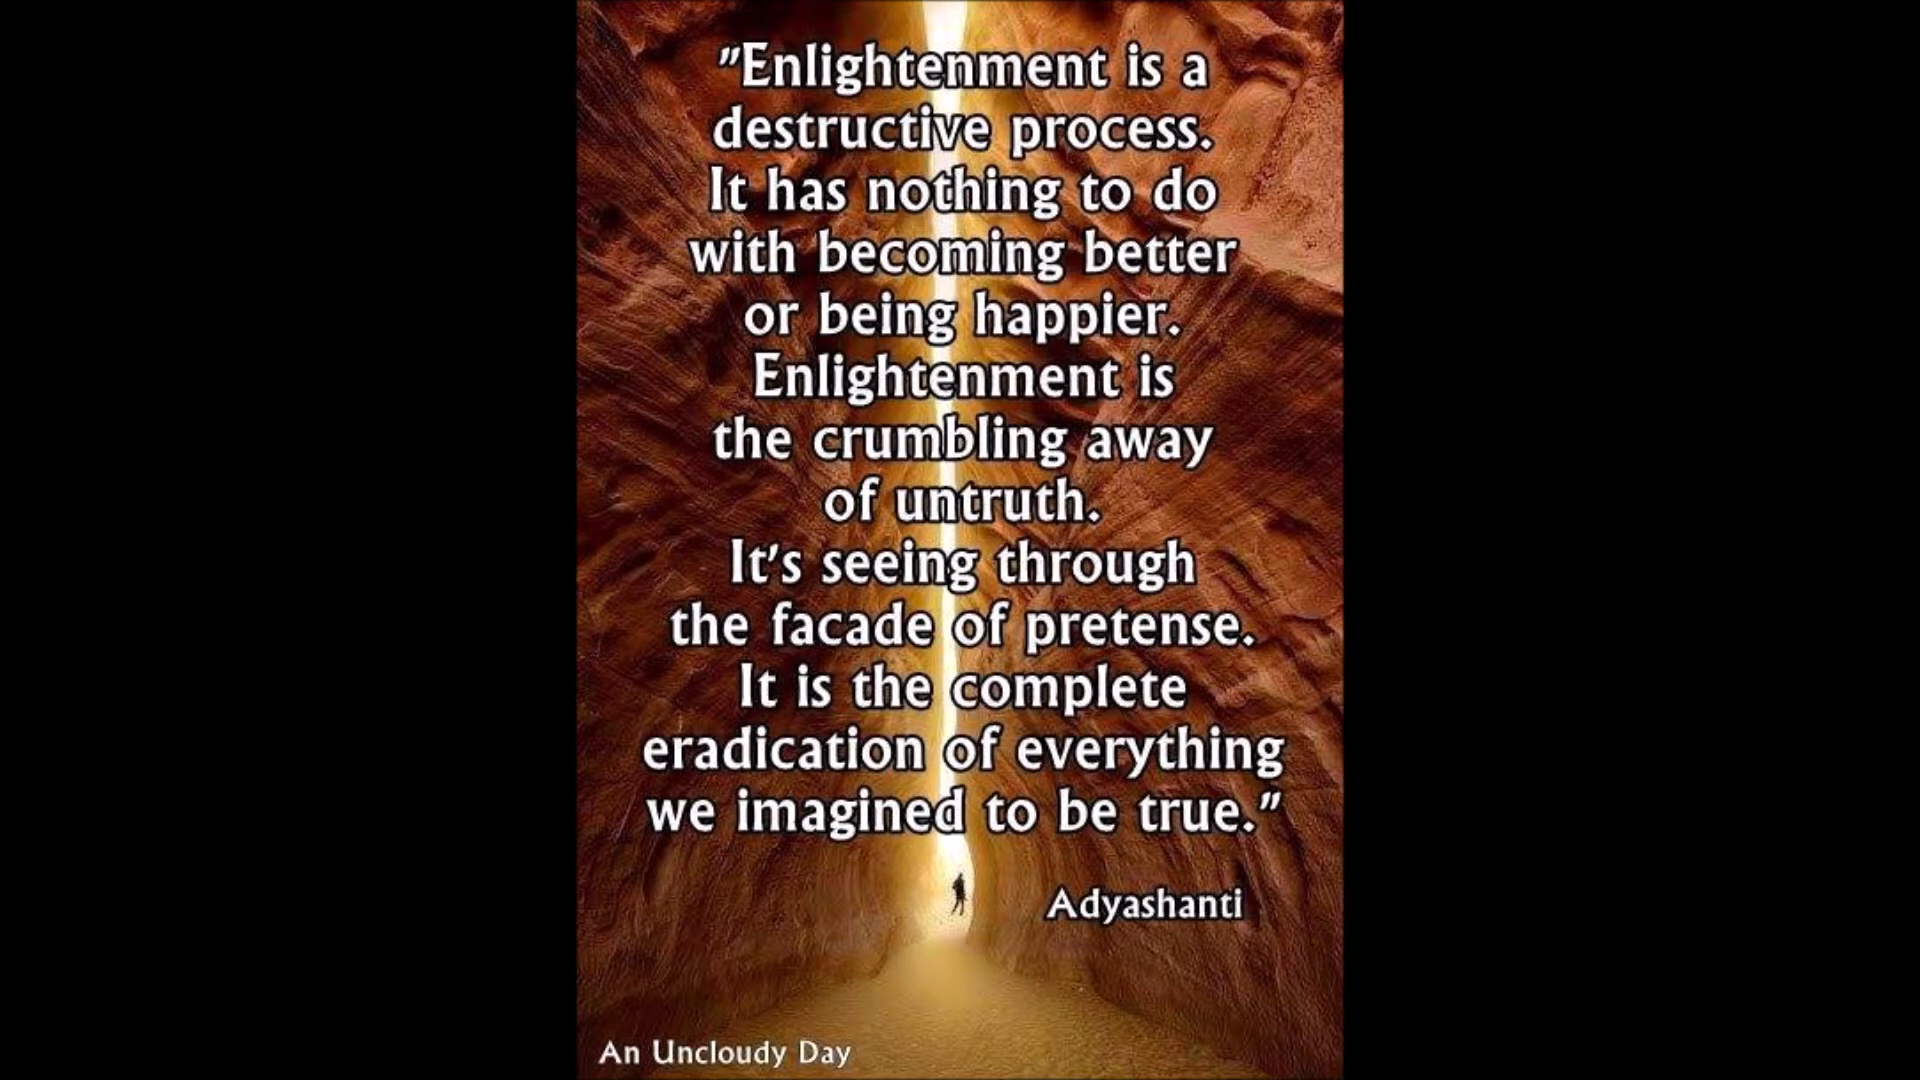 "Enlightenment is a
destructive process.
It has nothing to do
with becoming better
or being happier.
Enlightenment is
the crumbling away
of untruth.
It's seeing through
the facade of pretense.
It is the complete
eradication of everything
we imagined to be true."
Adyashanti
An Uncloudy Day